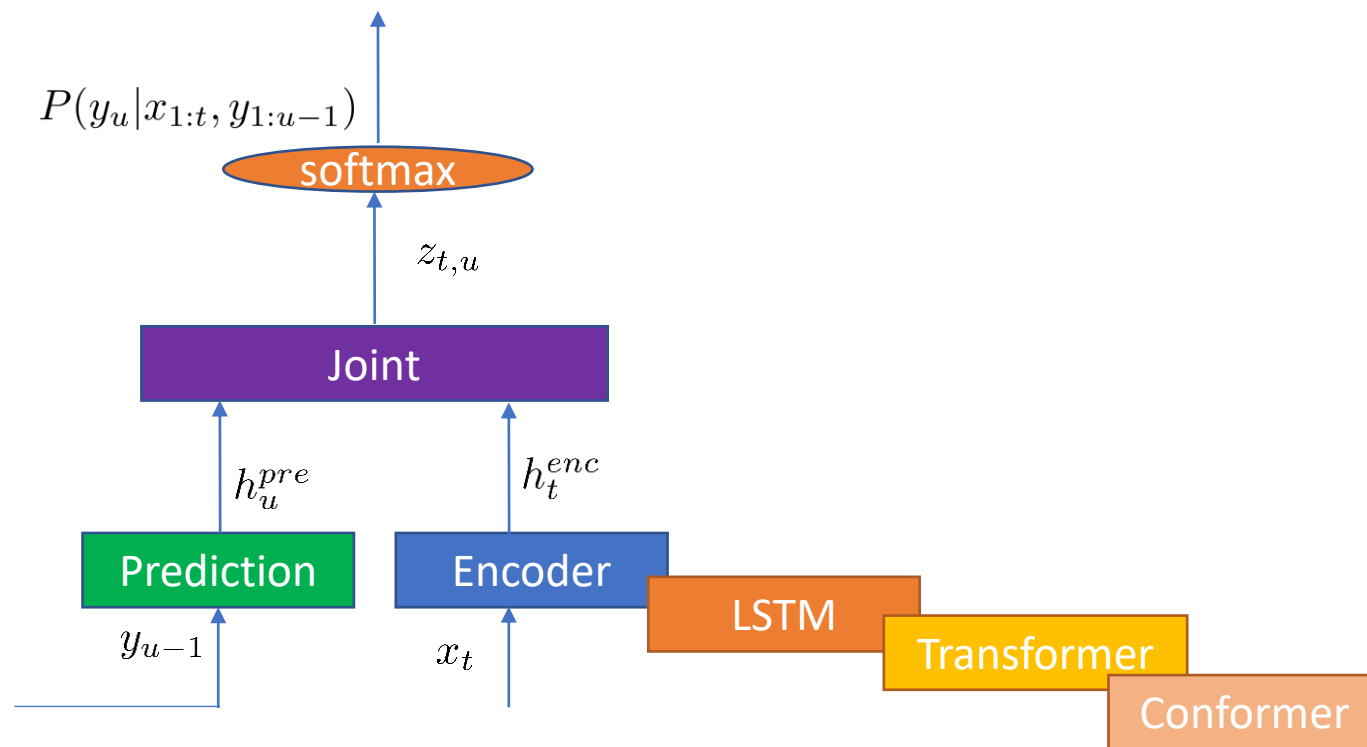 P(y_u|x_{1:t}, y_{1:u-1})
softmax
z_{t,u}
Joint
h_u^{pre}
h_t^{enc}
Prediction
Encoder
LSTM
y_{u-1}
x_t
Transformer
Conformer